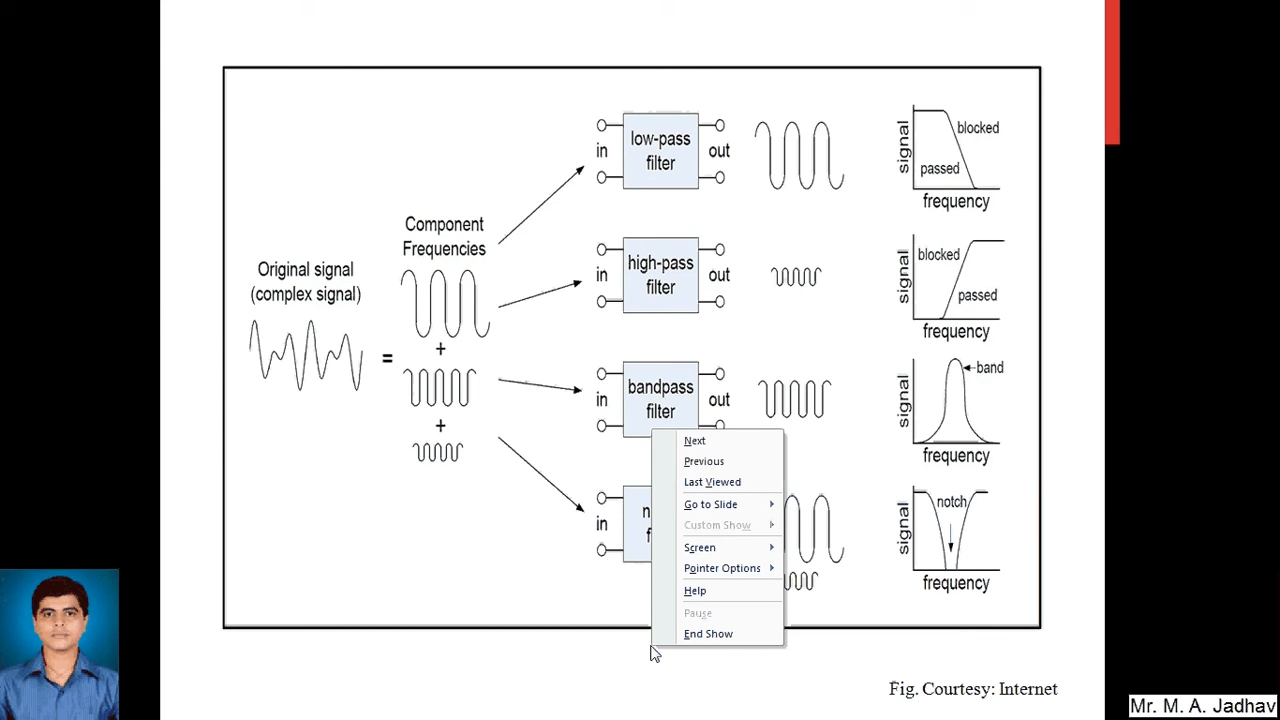 Original signal
(complex signal)
=
Component
Frequencies
+
+
in
low-pass
filter
out
signal
blocked
passed
frequency
in
high-pass
filter
out
signal
blocked
passed
frequency
in
bandpass
filter
out
signal
band
frequency
in
signal
notch
frequency
Next
Previous
Last Viewed
Go to Slide
Custom Show
Screen
Pointer Options
Help
Pause
End Show
Fig. Courtesy: Internet
Mr. M. A. Jadhav